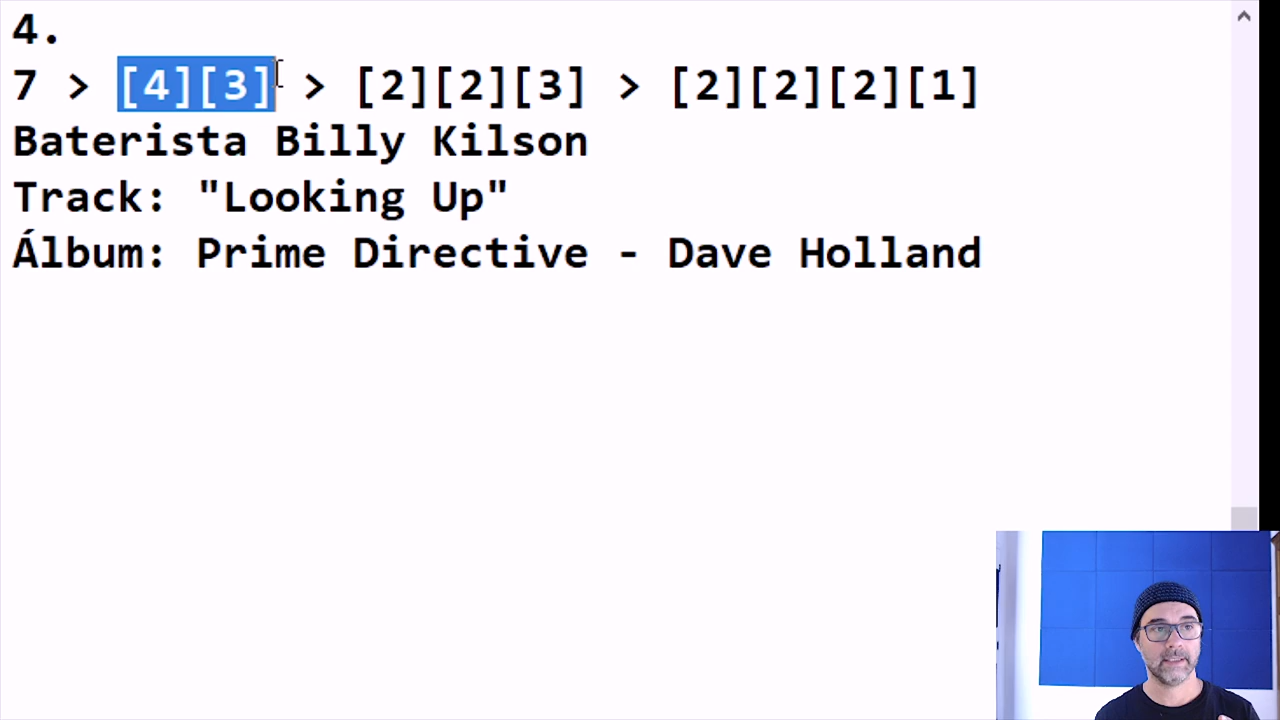 4.
7 > [4][3] > [2][2][3] > [2][2][2][1]
Baterista Billy Kilson
Track: "Looking Up"
Álbum: Prime Directive - Dave Holland